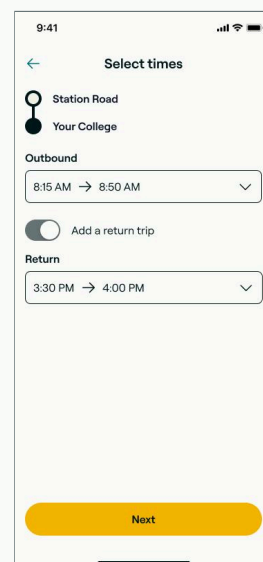 9:41
Select times
Station Road
Your College
Outbound
8:15 AM → 8:50 AM
Add a return trip
Return
3:30 PM → 4:00 PM
Next